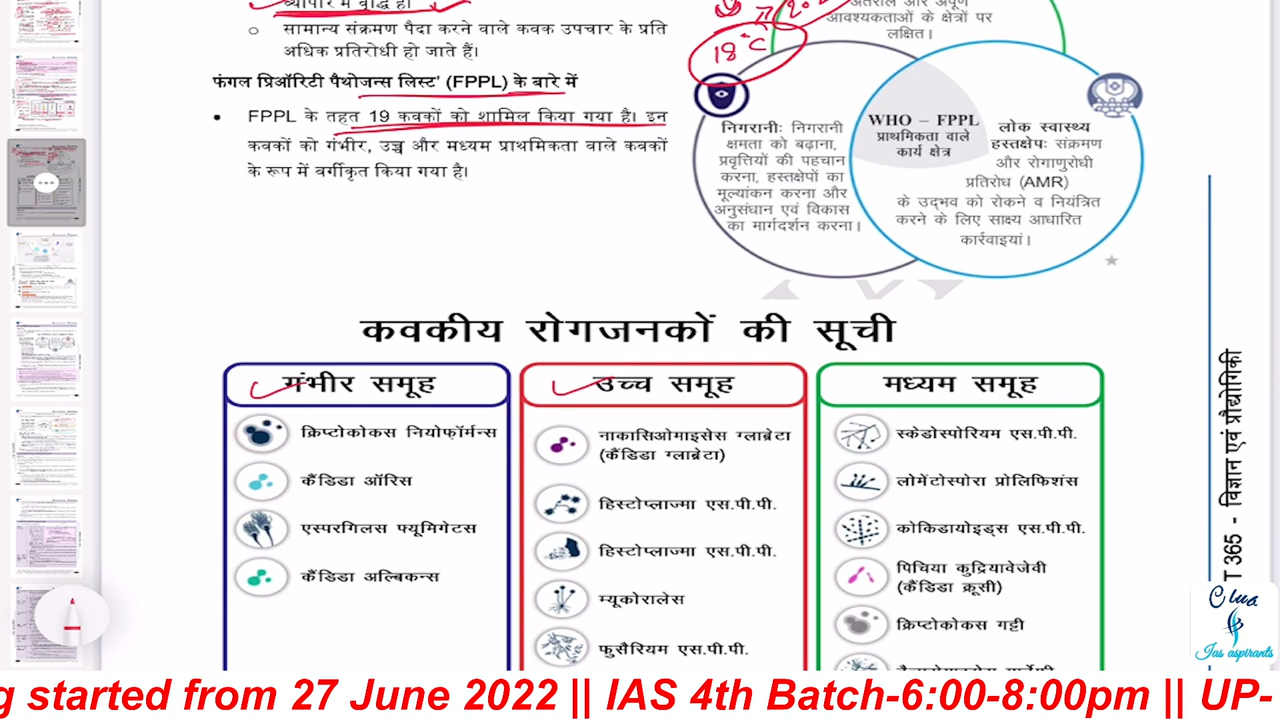 व्यापार में वृद्धि हो
सामान्य संक्रमण पैदा करने वाले कवक उपचार के प्रति
अधिक प्रतिरोधी हो जाते हैं।
फंगल प्रिऑरिटी पैथोजन्स लिस्ट' (FPPL) के बारे में
FPPL के तहत 19 कवकों को शामिल किया गया है। इन
कवकों को गंभीर, उच्च और मध्यम प्राथमिकता वाले कवकों
के रूप में वर्गीकृत किया गया है।
अंतराल और अपूर्ण
आवश्यकताओं के क्षेत्रों पर
लक्षित।
18°C
निगरानीः निगरानी
क्षमता को बढ़ाना,
प्रवृत्तियों की पहचान
करना, हस्तक्षेपों का
मूल्यांकन करना और
अनुसंधान एवं विकास
का मार्गदर्शन करना।
WHO – FPPL
प्राथमिकता वाले
कार्य क्षेत्र
लोक स्वास्थ्य
हस्तक्षेपः संक्रमण
और रोगाणुरोधी
प्रतिरोध (AMR)
के उद्भव को रोकने व नियंत्रित
करने के लिए साक्ष्य आधारित
कार्रवाइयां।
कवकीय रोगजनकों की सूची
गंभीर समूह
क्रिप्टोकोकस नियोफ़ॉर्मन्स
कैंडिडा ऑरिस
एस्परगिलस फ्यूमिगेटस
कैंडिडा अल्बिकन्स
उच्च समूह
नाकासिओमाइसेस ग्लाब्रेटा
(कैंडिडा ग्लाब्रेटा)
हिस्टोप्लाज्मा एस.पी.पी.
हिस्टोप्लाज्मा एस.पी.पी.
म्यूकोरालेस
फुसैरियम एस.पी.पी.
मध्यम समूह
स्केडोस्पोरियम एस.पी.पी.
लोमेंटोस्पोरा प्रोलिफिशंस
कोकिडायोइड्स एस.पी.पी.
पिचिया कुद्रियावेजेवी
(कैंडिडा क्रूसी)
क्रिप्टोकोकस गट्टी
T 365 - विज्ञान एवं प्रौद्योगिकी
Clue
Ias aspirants
g started from 27 June 2022 || IAS 4th Batch-6:00-8:00pm || UP-